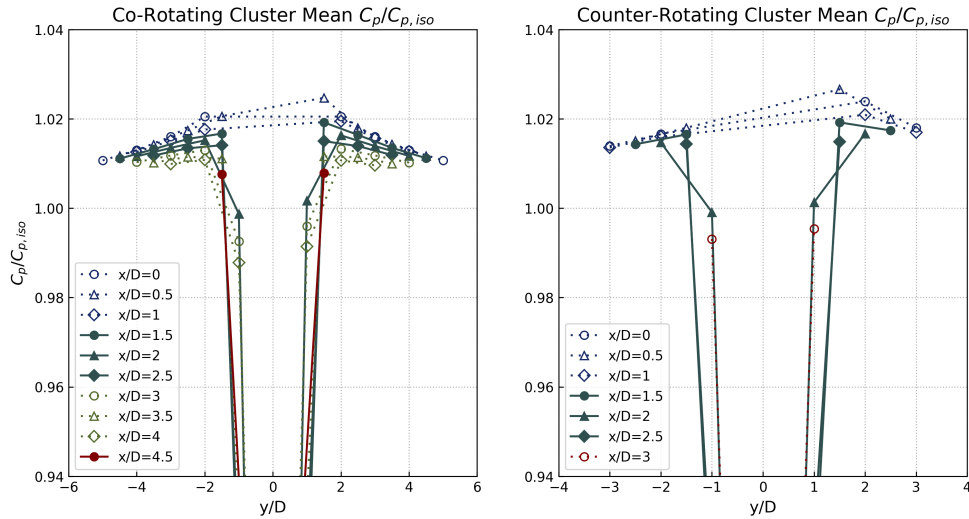 Co-Rotating Cluster Mean $C_p/C_{p,iso}$
1.04
1.02
1.00
0.98
0.96
0.94
$C_p/C_{p,iso}$
x/D=0
x/D=0.5
x/D=1
x/D=1.5
x/D=2
x/D=2.5
x/D=3
x/D=3.5
x/D=4
x/D=4.5
−6 −4 −2 0 2 4 6
y/D
Counter-Rotating Cluster Mean $C_p/C_{p,iso}$
1.04
1.02
1.00
0.98
0.96
0.94
x/D=0
x/D=0.5
x/D=1
x/D=1.5
x/D=2
x/D=2.5
x/D=3
−4 −3 −2 −1 0 1 2 3 4
y/D